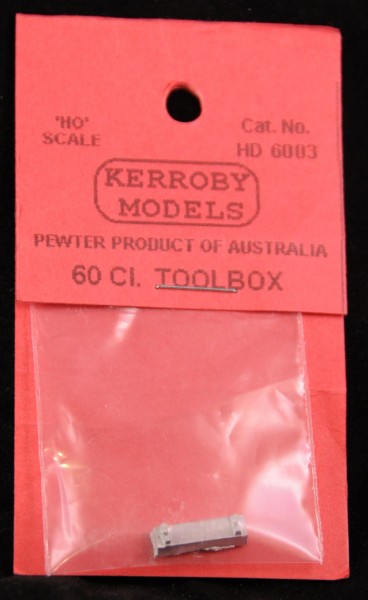 'HO'
SCALE
Cat. No.
HD 6003
KERROBY
MODELS
PEWTER PRODUCT OF AUSTRALIA
60 Cl. TOOLBOX